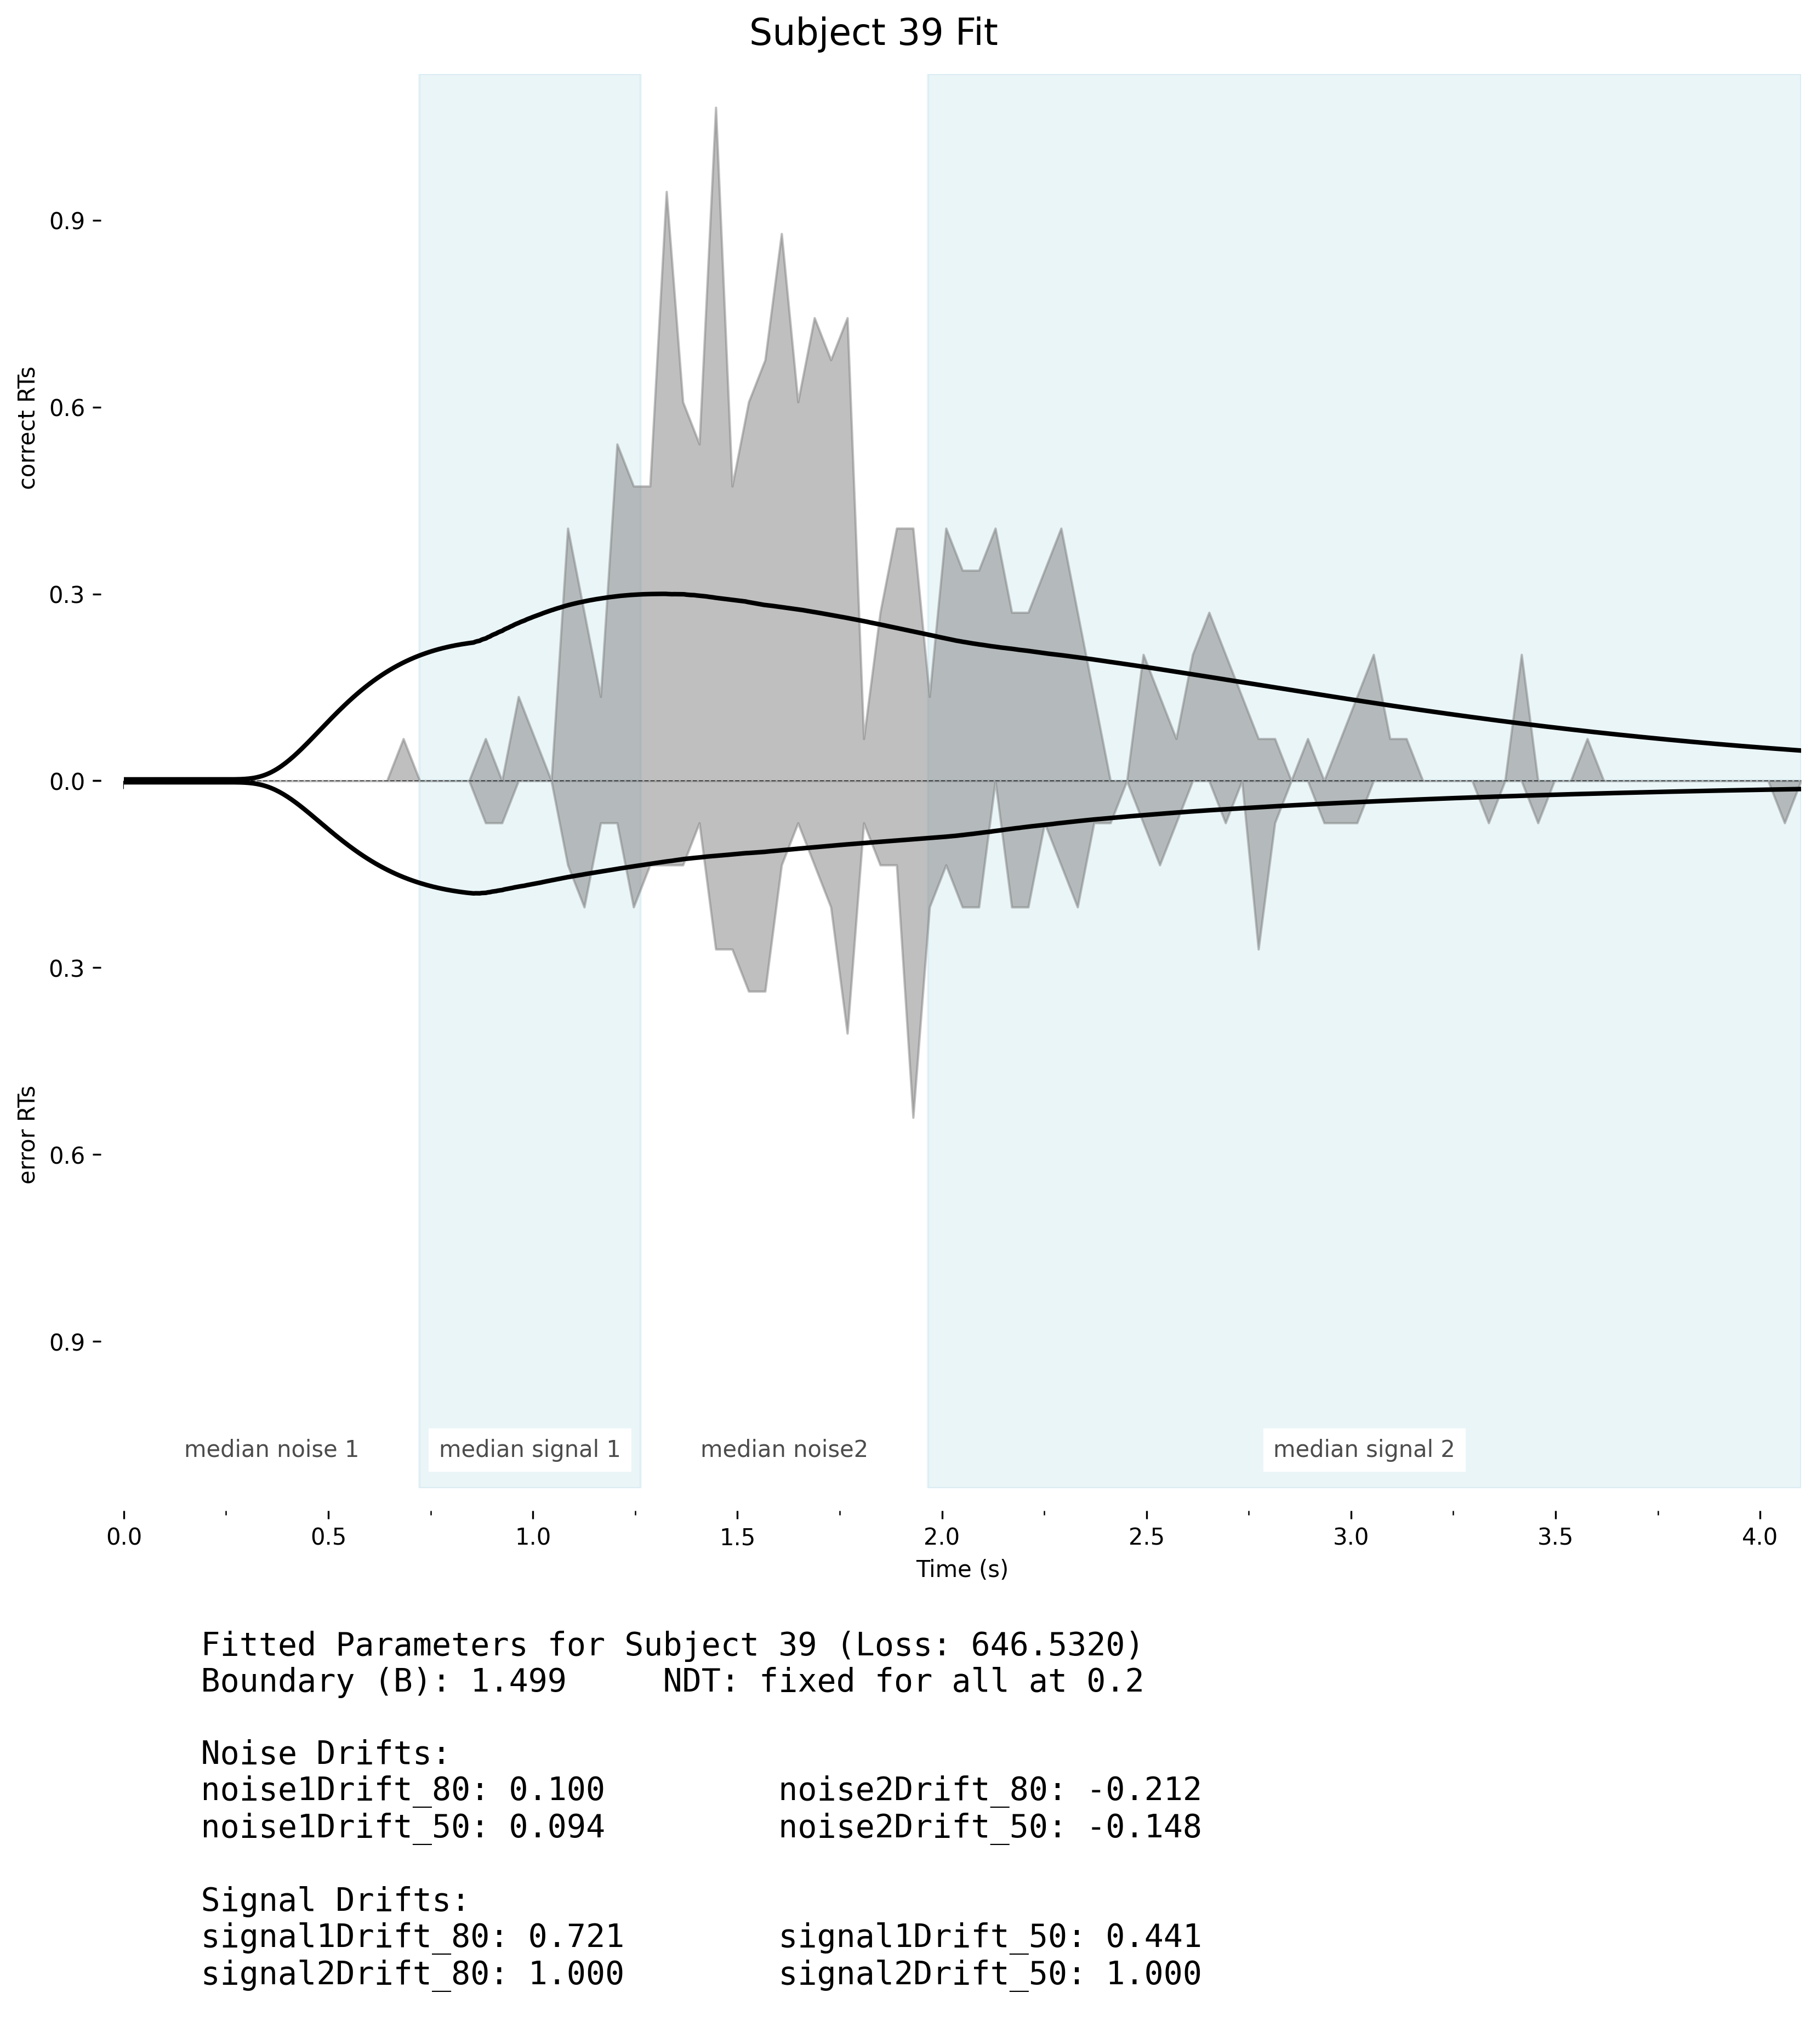 Subject 39 Fit
0.9
0.6
0.3
0.0
0.3
0.6
0.9
correct RTs
error RTs
median noise 1
median signal 1
median noise2
median signal 2
0.0 0.5 1.0 1.5 2.0 2.5 3.0 3.5 4.0
Time (s)
Fitted Parameters for Subject 39 (Loss: 646.5320)
Boundary (B): 1.499 NDT: fixed for all at 0.2
Noise Drifts:
noise1Drift_80: 0.100 noise2Drift_80: -0.212
noise1Drift_50: 0.094 noise2Drift_50: -0.148
Signal Drifts:
signal1Drift_80: 0.721 signal1Drift_50: 0.441
signal2Drift_80: 1.000 signal2Drift_50: 1.000